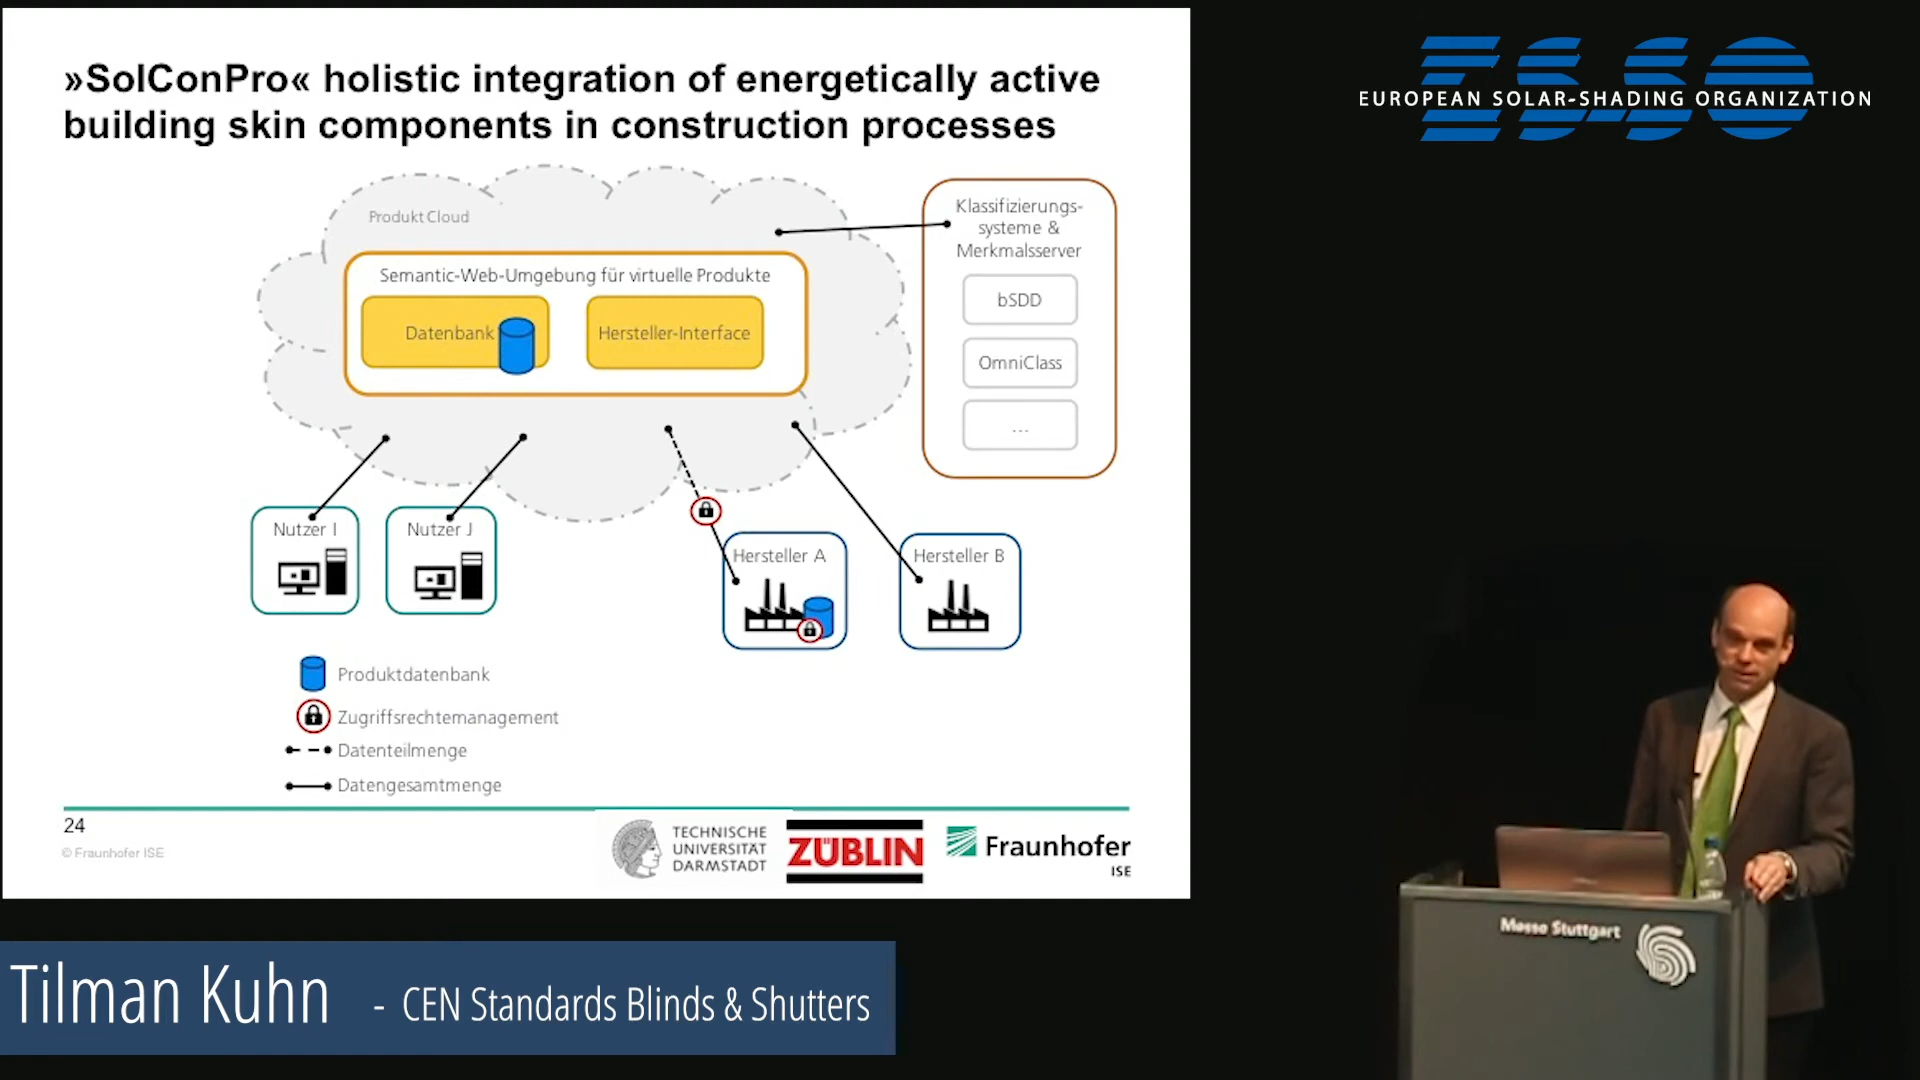 »SolConPro« holistic integration of energetically active
building skin components in construction processes
Produkt Cloud
Semantic-Web-Umgebung für virtuelle Produkte
Datenbank
Hersteller-Interface
Klassifizierungs-
systeme &
Merkmalsserver
bSDD
OmniClass
...
Nutzer I
Nutzer J
Hersteller A
Hersteller B
Produktdatenbank
Zugriffsrechtemanagement
Datenteilmenge
Datengesamtmenge
24
© Fraunhofer ISE
TECHNISCHE
UNIVERSITÄT
DARMSTADT
ZÜBLIN
Fraunhofer
ISE
ESSO
EUROPEAN SOLAR-SHADING ORGANIZATION
Messe Stuttgart
Tilman Kuhn - CEN Standards Blinds & Shutters